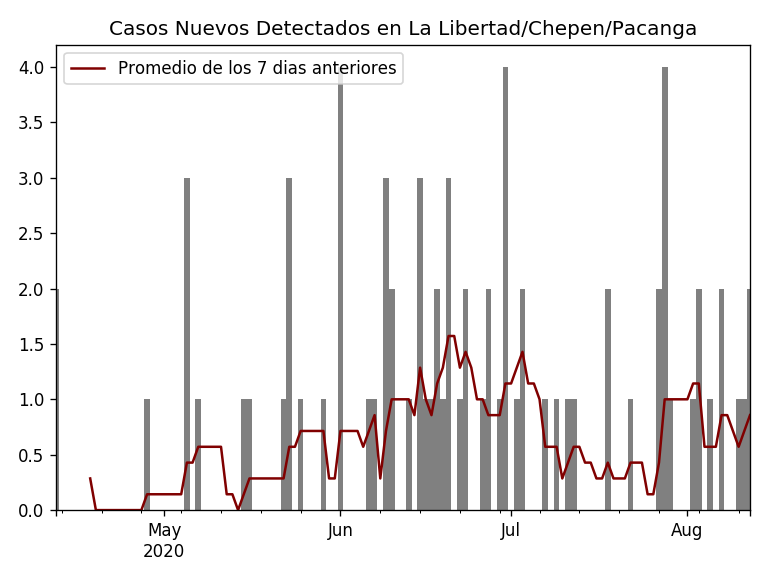 Casos Nuevos Detectados en La Libertad/Chepen/Pacanga
Promedio de los 7 dias anteriores
4.0
3.5
3.0
2.5
2.0
1.5
1.0
0.5
0.0
May
2020
Jun
Jul
Aug